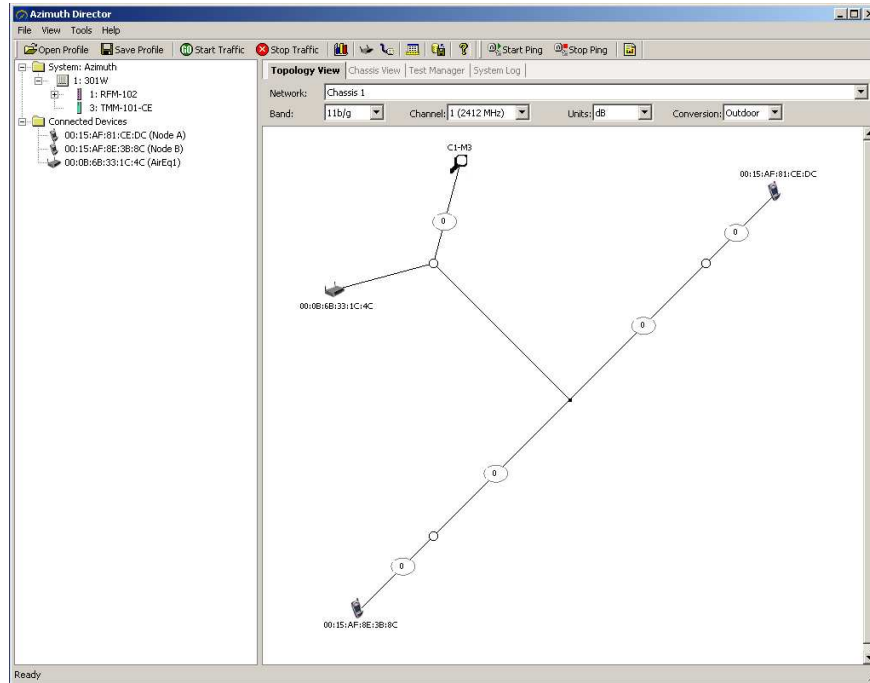 Azimuth Director
File View Tools Help
Open Profile Save Profile GO Start Traffic Stop Traffic Start Ping Stop Ping
System: Azimuth
1: 301W
1: RFM-102
3: TMM-101-CE
Connected Devices
00:15:AF:81:CE:DC (Node A)
00:15:AF:8E:3B:8C (Node B)
00:0B:6B:33:1C:4C (AirEq1)
Topology View Chassis View Test Manager System Log
Network: Chassis 1
Band: 11b/g Channel: 1 (2412 MHz) Units: dB Conversion: Outdoor
C1-M3
00:15:AF:81:CE:DC
0
0
00:0B:6B:33:1C:4C
0
0
0
00:15:AF:8E:3B:8C
Ready